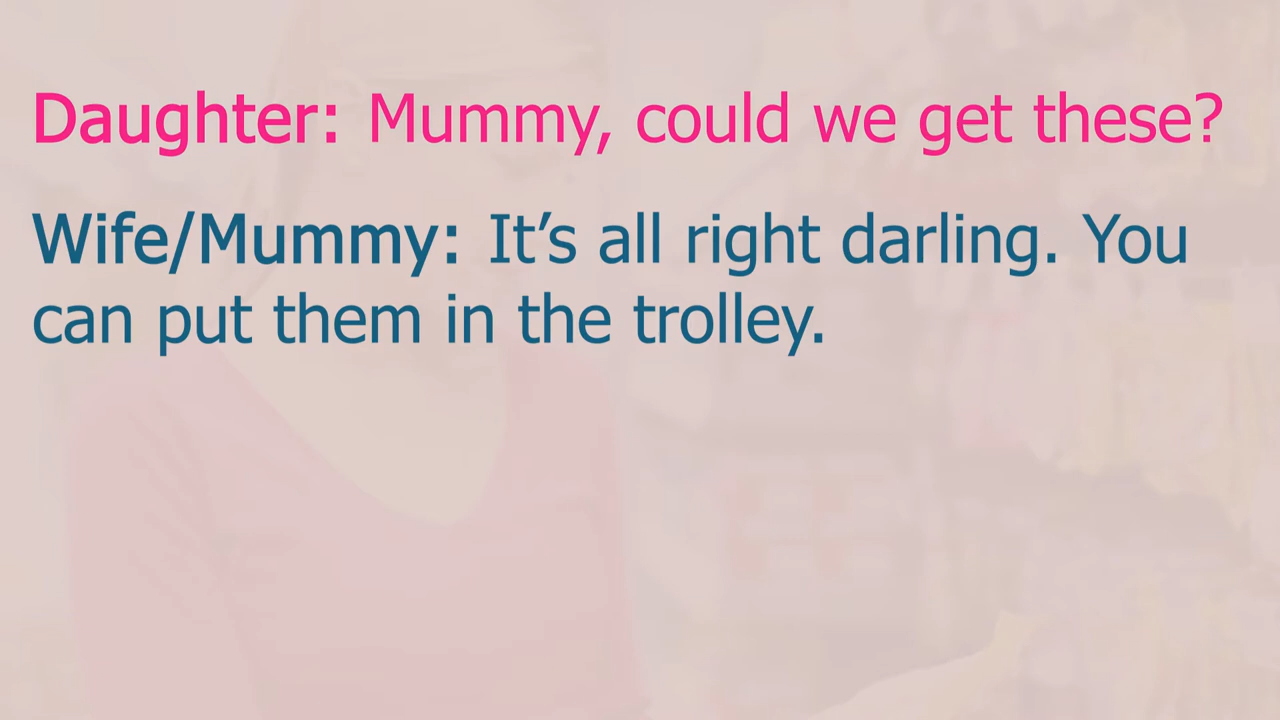 Daughter: Mummy, could we get these?
Wife/Mummy: It’s all right darling. You
can put them in the trolley.